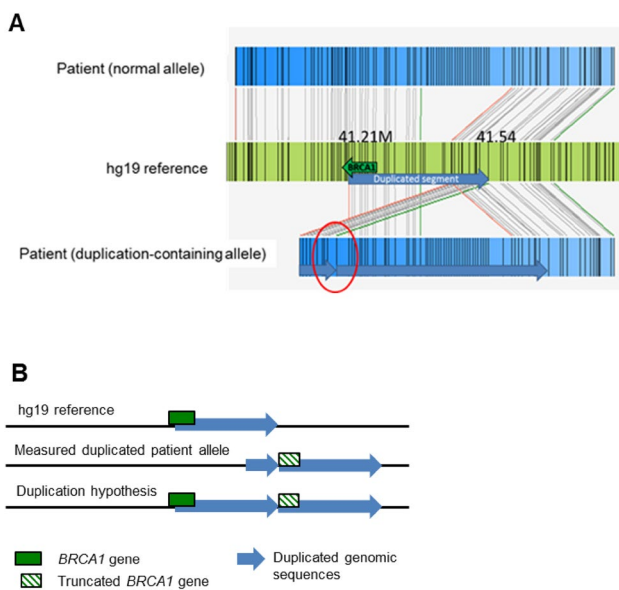 A
Patient (normal allele)
41.21M
41.54
hg19 reference
BRCA1
Duplicated segment
Patient (duplication-containing allele)
B
hg19 reference
Measured duplicated patient allele
Duplication hypothesis
BRCA1 gene
Truncated BRCA1 gene
Duplicated genomic
sequences